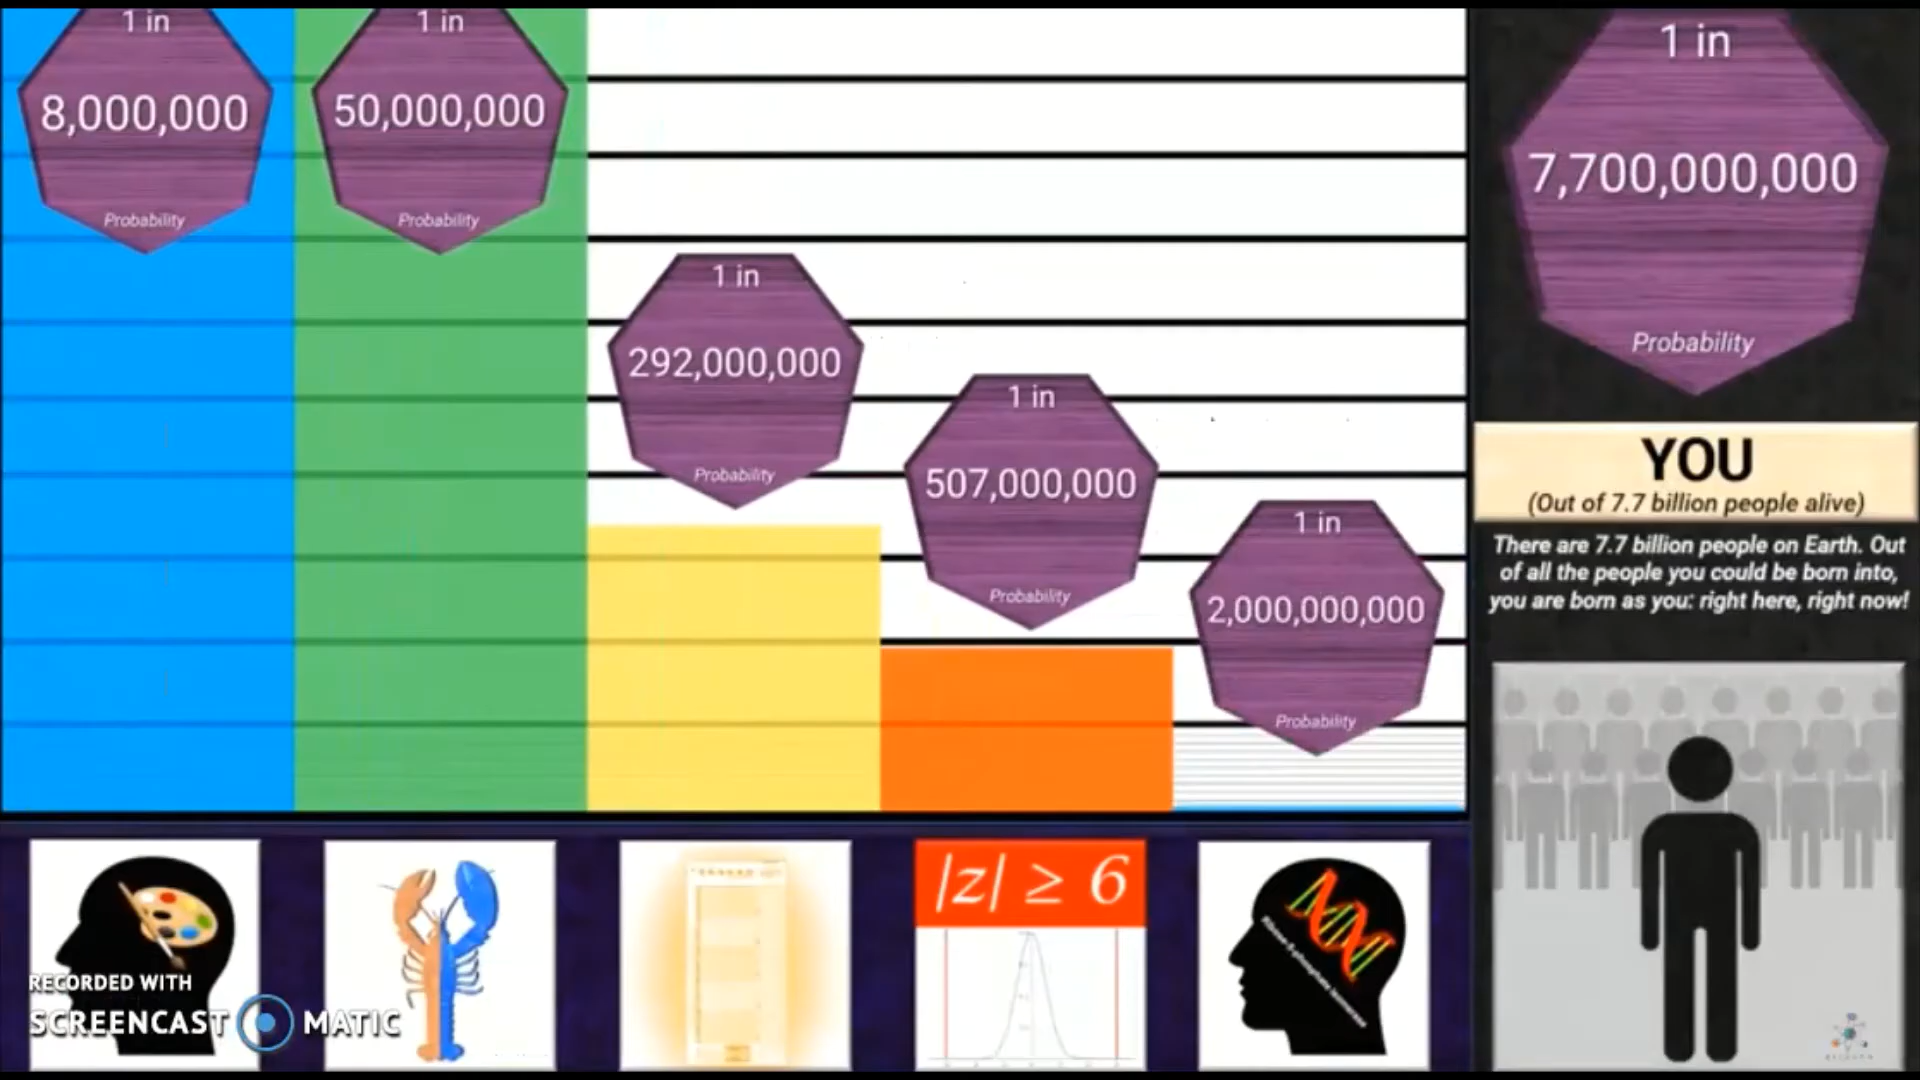 1 in
8,000,000
Probability
1 in
50,000,000
Probability
1 in
292,000,000
Probability
1 in
507,000,000
Probability
1 in
2,000,000,000
Probability
1 in
7,700,000,000
Probability
YOU
(Out of 7.7 billion people alive)
There are 7.7 billion people on Earth. Out
of all the people you could be born into,
you are born as you: right here, right now!
|z| ≥ 6
Ribose-5-phosphate isomerase
RECORDED WITH
SCREENCAST MATIC